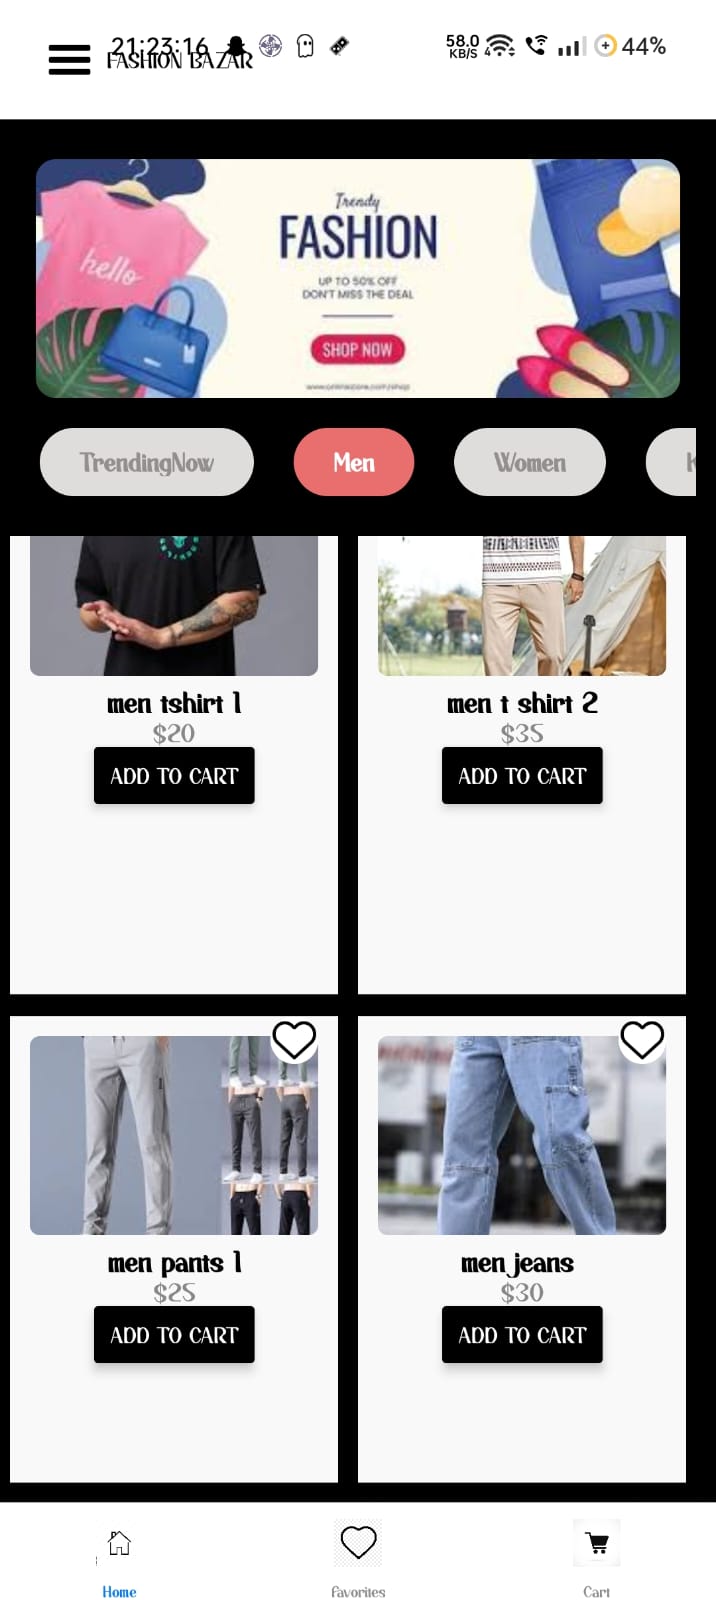 21:23:16
58.0 KB/S
4
44%
FASHION BAZAR
hello
Trendy
FASHION
UP TO 50% OFF
DON'T MISS THE DEAL
SHOP NOW
TrendingNow
Men
Women
men tshirt 1
men t shirt 2
$20
$35
ADD TO CART
ADD TO CART
men pants 1
men jeans
$25
$30
ADD TO CART
ADD TO CART
Home
favorites
Cart